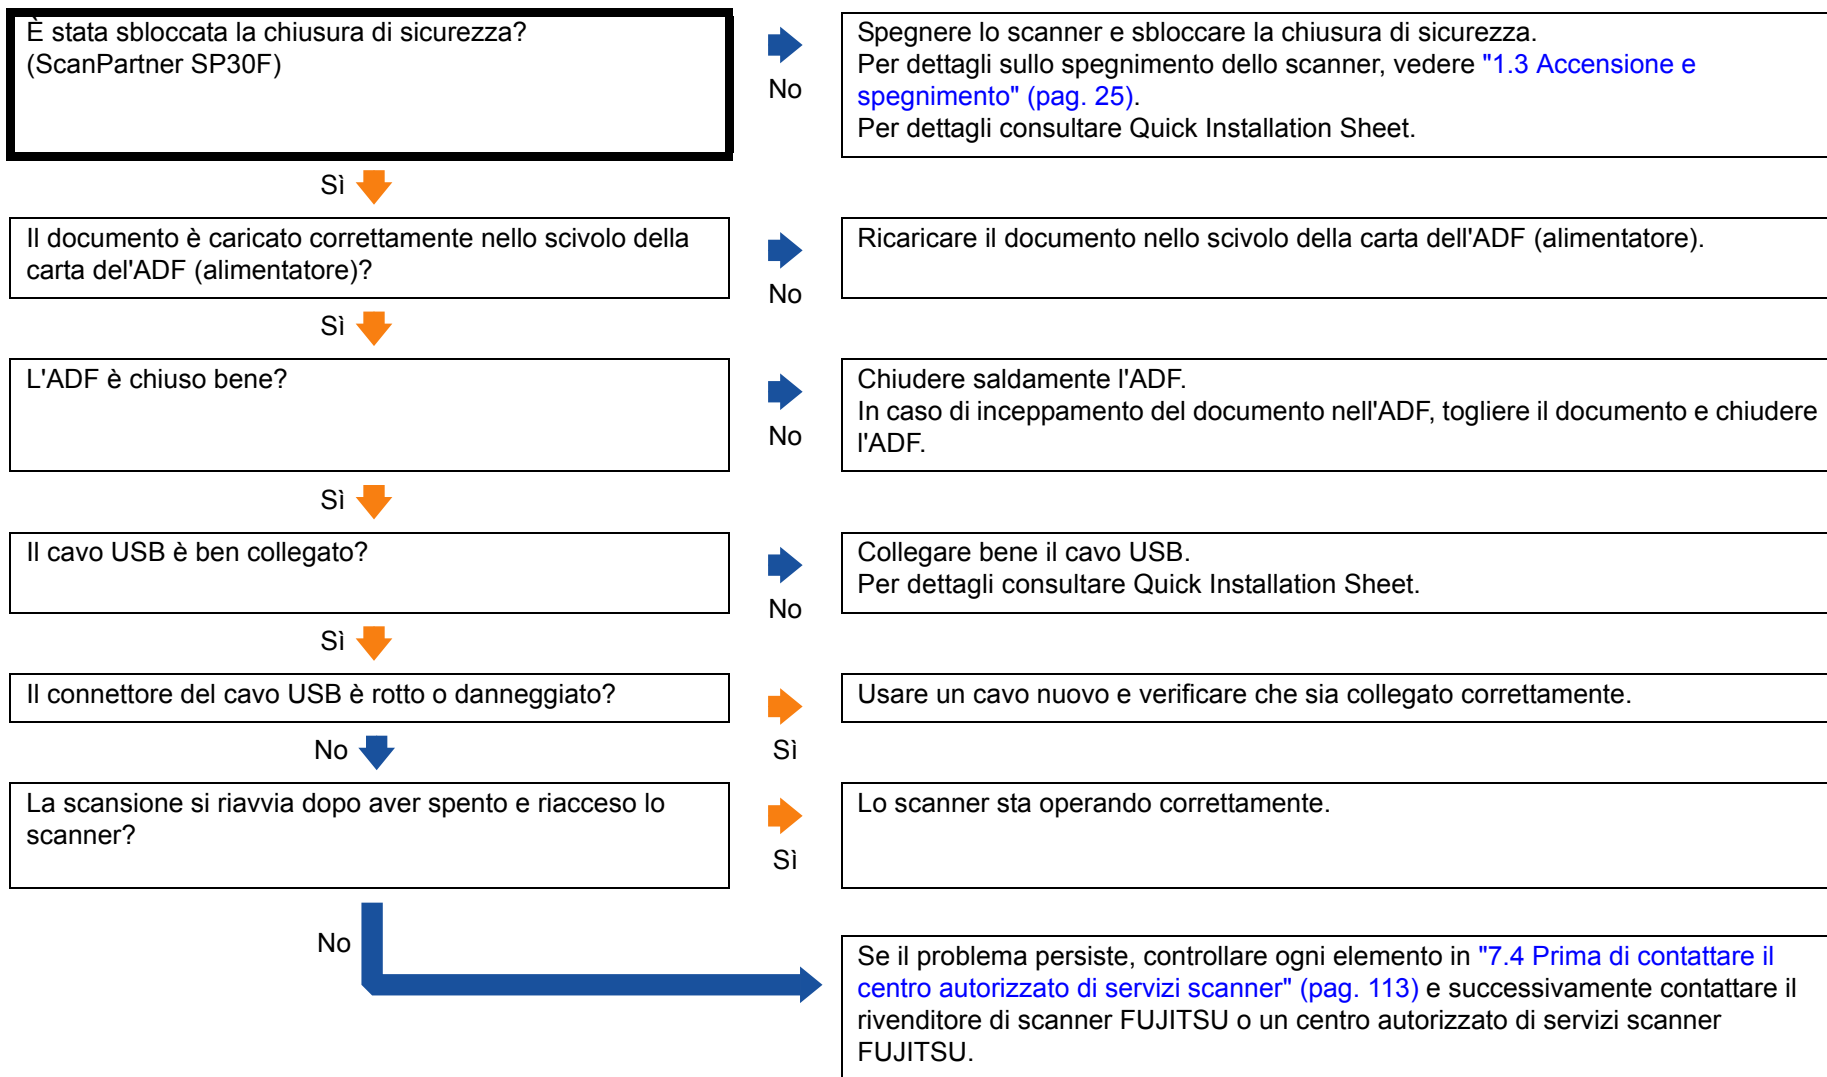 È stata sbloccata la chiusura di sicurezza?
(ScanPartner SP30F)
No
Spegnere lo scanner e sbloccare la chiusura di sicurezza.
Per dettagli sullo spegnimento dello scanner, vedere "1.3 Accensione e
spegnimento" (pag. 25).
Per dettagli consultare Quick Installation Sheet.
Sì
Il documento è caricato correttamente nello scivolo della
carta del'ADF (alimentatore)?
No
Ricaricare il documento nello scivolo della carta dell'ADF (alimentatore).
Sì
L'ADF è chiuso bene?
No
Chiudere saldamente l'ADF.
In caso di inceppamento del documento nell'ADF, togliere il documento e chiudere
l'ADF.
Sì
Il cavo USB è ben collegato?
No
Collegare bene il cavo USB.
Per dettagli consultare Quick Installation Sheet.
Sì
Il connettore del cavo USB è rotto o danneggiato?
Sì
Usare un cavo nuovo e verificare che sia collegato correttamente.
No
La scansione si riavvia dopo aver spento e riacceso lo
scanner?
Sì
Lo scanner sta operando correttamente.
No
Se il problema persiste, controllare ogni elemento in "7.4 Prima di contattare il
centro autorizzato di servizi scanner" (pag. 113) e successivamente contattare il
rivenditore di scanner FUJITSU o un centro autorizzato di servizi scanner
FUJITSU.